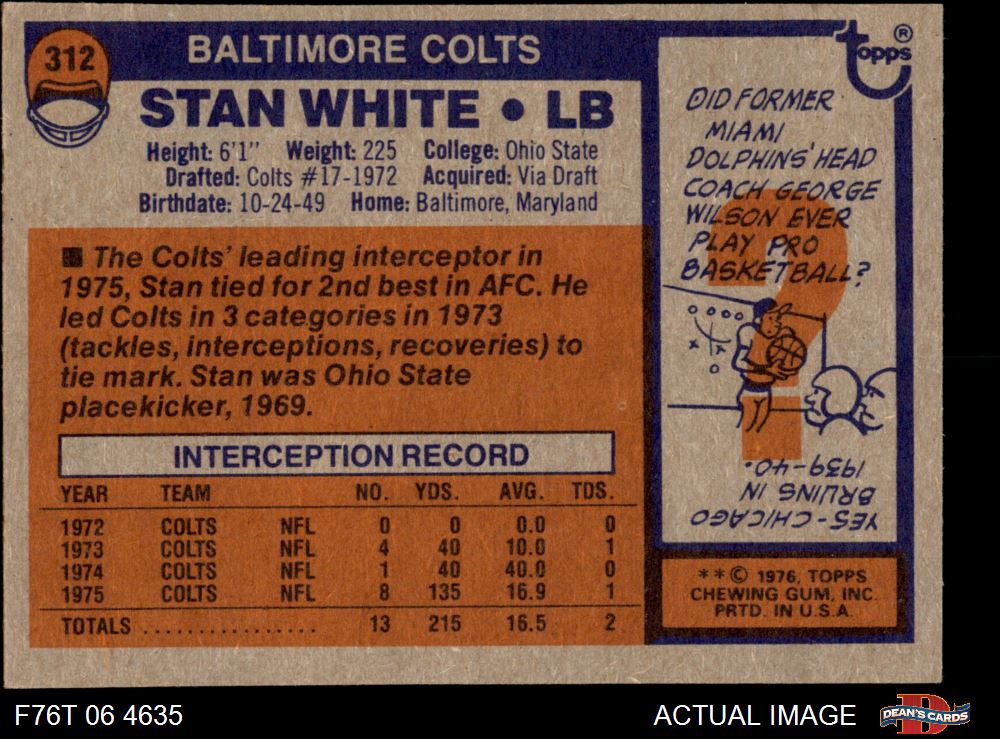 312
BALTIMORE COLTS
STAN WHITE • LB
Height: 6'1" Weight: 225 College: Ohio State
Drafted: Colts #17-1972 Acquired: Via Draft
Birthdate: 10-24-49 Home: Baltimore, Maryland
■ The Colts' leading interceptor in
1975, Stan tied for 2nd best in AFC. He
led Colts in 3 categories in 1973
(tackles, interceptions, recoveries) to
tie mark. Stan was Ohio State
placekicker, 1969.
INTERCEPTION RECORD
YEAR TEAM NO. YDS. AVG. TDS.
1972 COLTS NFL 0 0 0.0 0
1973 COLTS NFL 4 40 10.0 1
1974 COLTS NFL 1 40 40.0 0
1975 COLTS NFL 8 135 16.9 1
TOTALS ................ 13 215 16.5 2
topps®
DID FORMER
MIAMI
DOLPHINS' HEAD
COACH GEORGE
WILSON EVER
PLAY PRO
BASKETBALL?
?
YES-CHICAGO
BRUINS IN
1939-40.
**© 1976, TOPPS
CHEWING GUM, INC.
PRTD. IN U.S.A.
F76T 06 4635
ACTUAL IMAGE
D
DEAN'S CARDS